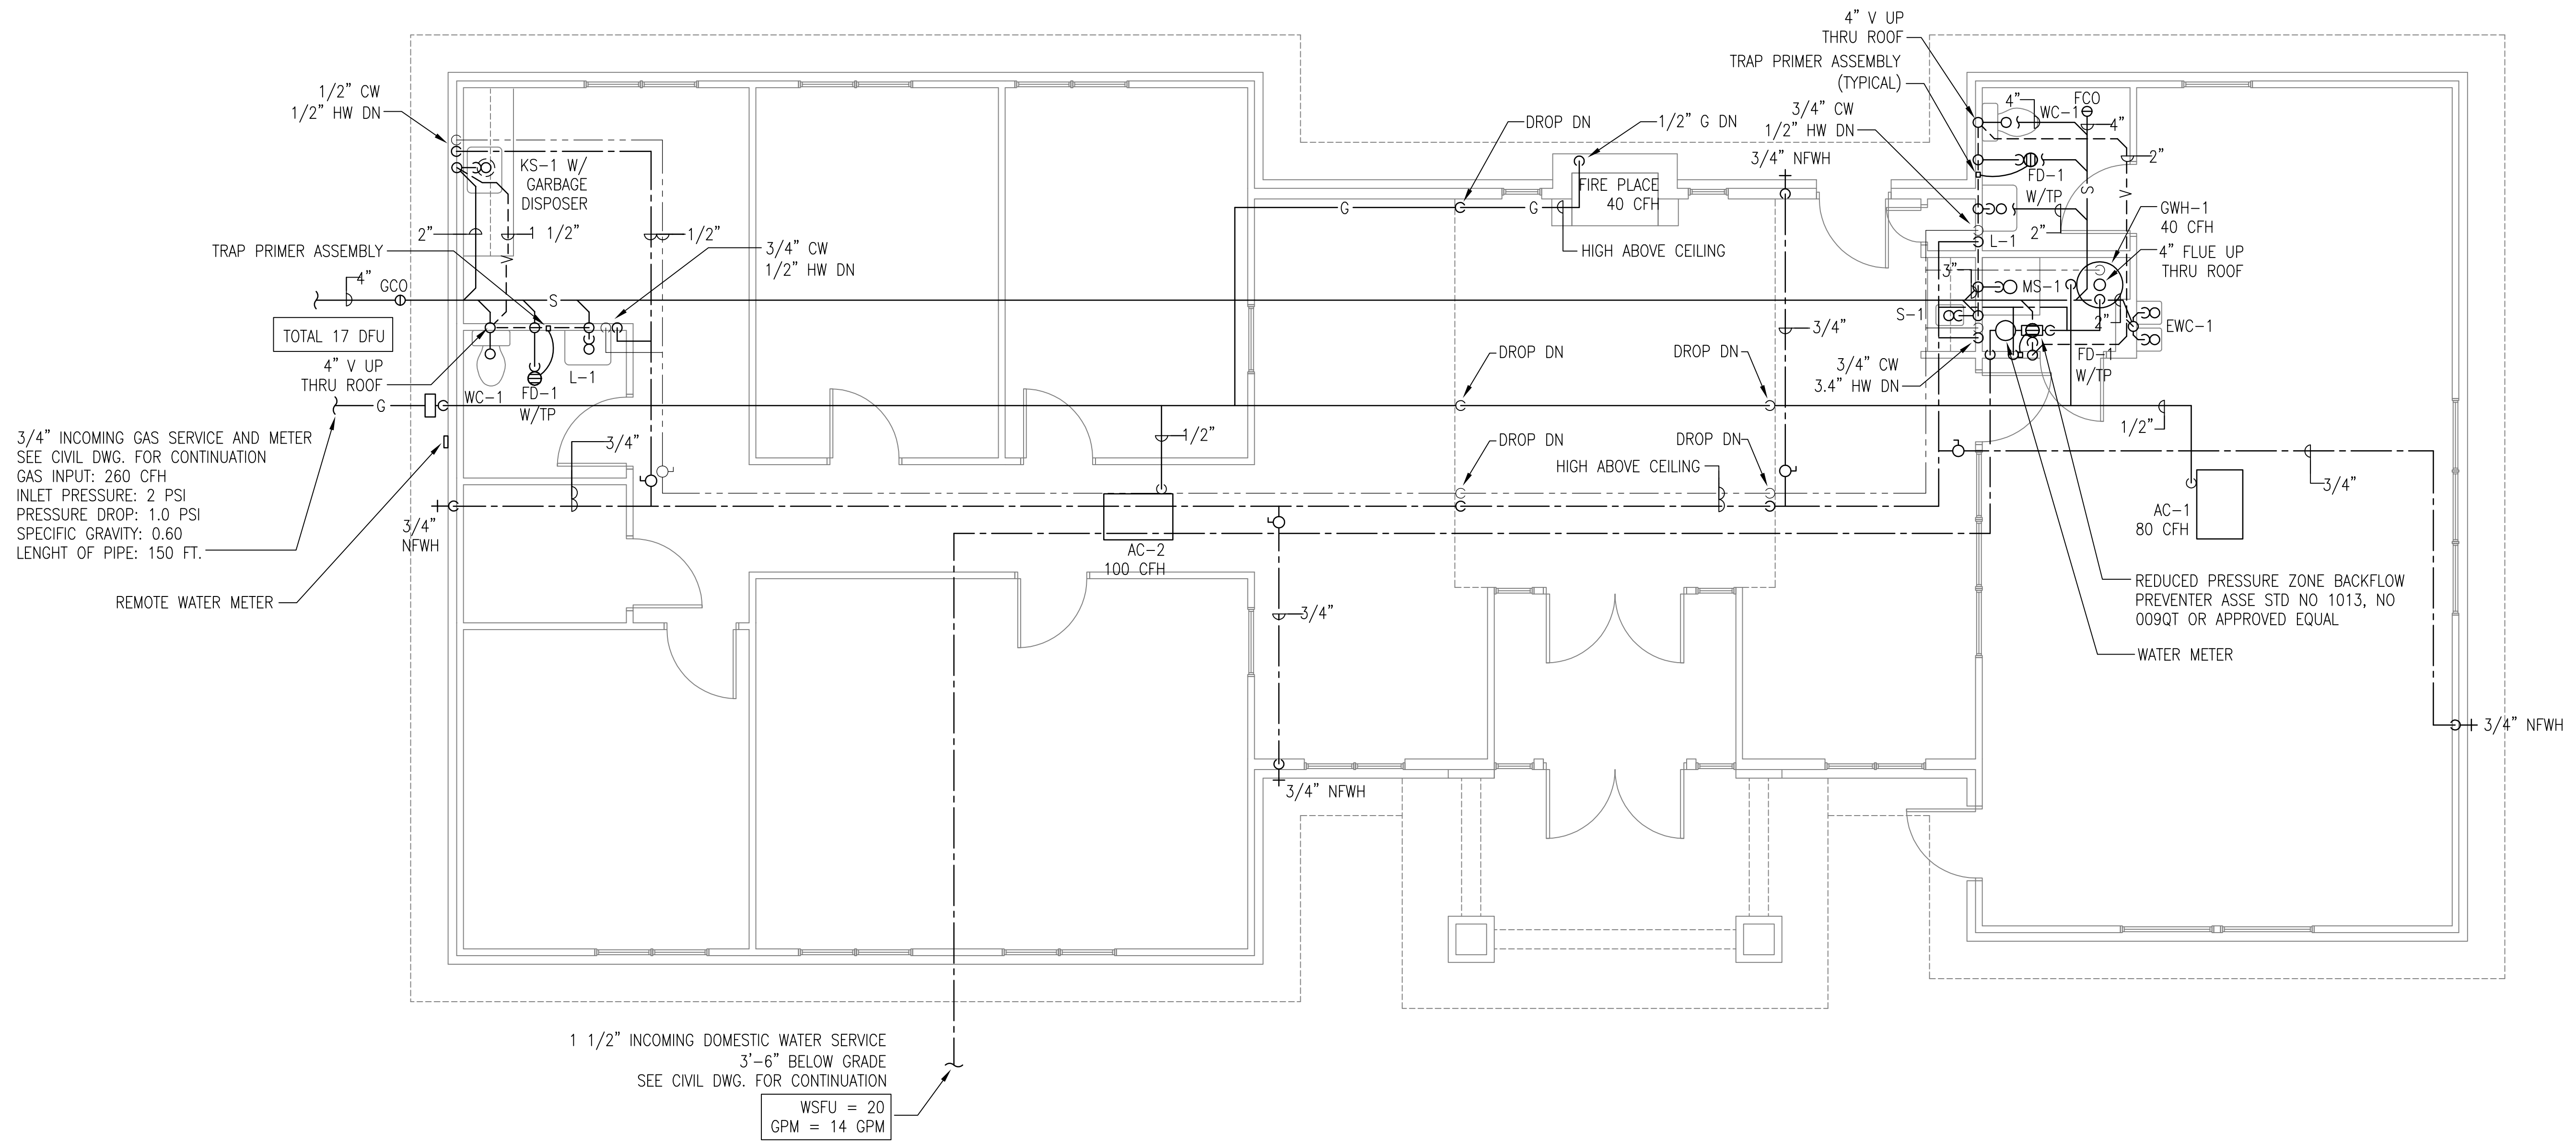 4" V UP
THRU ROOF
TRAP PRIMER ASSEMBLY
(TYPICAL)
3/4" CW
1/2" HW DN
1/2" CW
1/2" HW DN
KS-1 W/
GARBAGE
DISPOSER
2"
1 1/2"
V
1/2"
TRAP PRIMER ASSEMBLY
3/4" CW
1/2" HW DN
4"
GCO
S
TOTAL 17 DFU
4" V UP
THRU ROOF
WC-1
FD-1
W/TP
L-1
G
3/4" INCOMING GAS SERVICE AND METER
SEE CIVIL DWG. FOR CONTINUATION
GAS INPUT: 260 CFH
INLET PRESSURE: 2 PSI
PRESSURE DROP: 1.0 PSI
SPECIFIC GRAVITY: 0.60
LENGHT OF PIPE: 150 FT.
REMOTE WATER METER
3/4"
NFWH
3/4"
1/2"
AC-2
100 CFH
DROP DN
1/2" G DN
G
G
FIRE PLACE
40 CFH
HIGH ABOVE CEILING
3/4" NFWH
3/4"
DROP DN
DROP DN
DROP DN
DROP DN
HIGH ABOVE CEILING
3/4"
3/4" NFWH
4"
WC-1
FCO
4"
2"
FD-1
W/TP
S
V
L-1
2"
GWH-1
40 CFH
4" FLUE UP
THRU ROOF
3"
MS-1
S-1
2"
EWC-1
FD-1
W/TP
3/4" CW
3.4" HW DN
1/2"
3/4"
AC-1
80 CFH
REDUCED PRESSURE ZONE BACKFLOW
PREVENTER ASSE STD NO 1013, NO
009QT OR APPROVED EQUAL
WATER METER
3/4" NFWH
1 1/2" INCOMING DOMESTIC WATER SERVICE
3'-6" BELOW GRADE
SEE CIVIL DWG. FOR CONTINUATION
WSFU = 20
GPM = 14 GPM